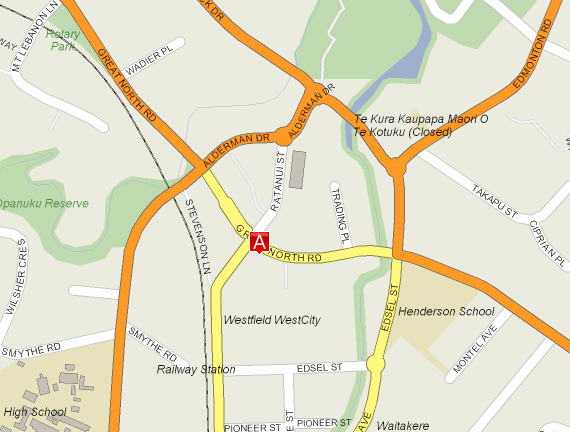 MT LEBANON LN
WAY
Rotary
Park
WADIER PL
CK DR
EDMONTON RD
GREAT NORTH RD
ALDERMAN DR
Te Kura Kaupapa Maori O
Te Kotuku (Closed)
ALDERMAN DR
RATANUI ST
TRADING PL
TAKAPU ST
CIPRIAN PL
Opanuku Reserve
STEVENSON LN
A
NORTH RD
WILSHER CRES
EDSEL ST
Westfield WestCity
Henderson School
SMYTHE RD
SMYTHE RD
MONTEL AVE
Railway Station
EDSEL ST
High School
PIONEER ST
E ST
PIONEER ST
AVE
Waitakere